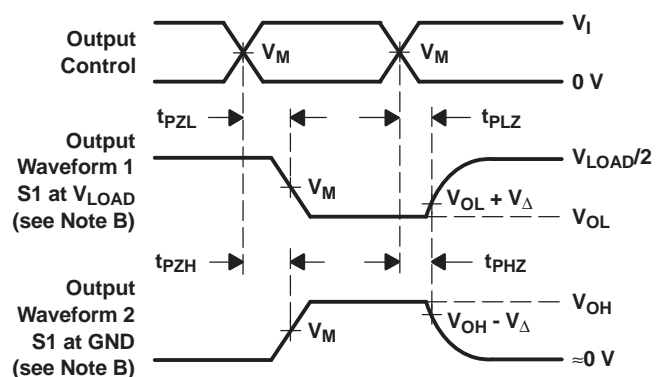 Output
Control
V_M
V_M
V_I
0 V
t_PZL
t_PLZ
Output
Waveform 1
S1 at V_LOAD
(see Note B)
V_M
V_LOAD/2
V_OL + V_Δ
V_OL
t_PZH
t_PHZ
Output
Waveform 2
S1 at GND
(see Note B)
V_M
V_OH
V_OH - V_Δ
≈0 V